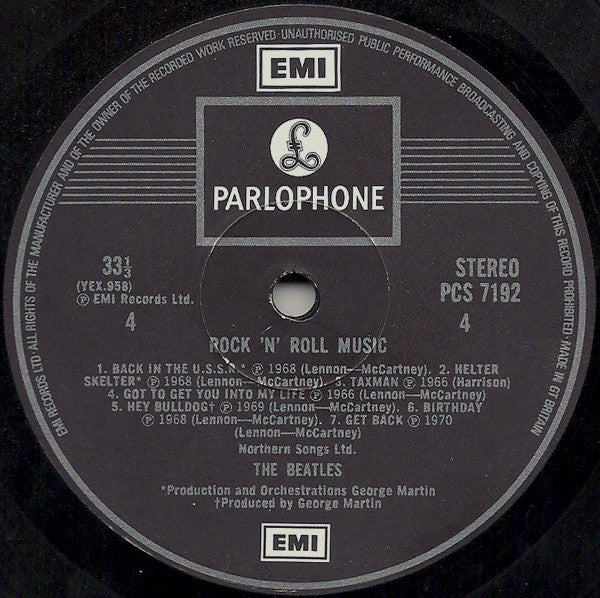 EMI RECORDS LTD · ALL RIGHTS OF THE MANUFACTURER AND OF THE OWNER OF THE RECORDED WORK RESERVED · UNAUTHORISED PUBLIC PERFORMANCE BROADCASTING AND COPYING OF THIS RECORD PROHIBITED · MADE IN GT BRITAIN
EMI
£
PARLOPHONE
33⅓
(YEX.958)
℗ EMI Records Ltd.
4
STEREO
PCS 7192
4
ROCK 'N' ROLL MUSIC
1. BACK IN THE U.S.S.R.* ℗ 1968 (Lennon—McCartney). 2. HELTER
SKELTER* ℗ 1968 (Lennon—McCartney). 3. TAXMAN ℗ 1966 (Harrison)
4. GOT TO GET YOU INTO MY LIFE ℗ 1966 (Lennon—McCartney).
5. HEY BULLDOG† ℗ 1969 (Lennon—McCartney). 6. BIRTHDAY
℗ 1968 (Lennon—McCartney). 7. GET BACK ℗ 1970
(Lennon—McCartney)
Northern Songs Ltd.
THE BEATLES
*Production and Orchestrations George Martin
†Produced by George Martin
EMI